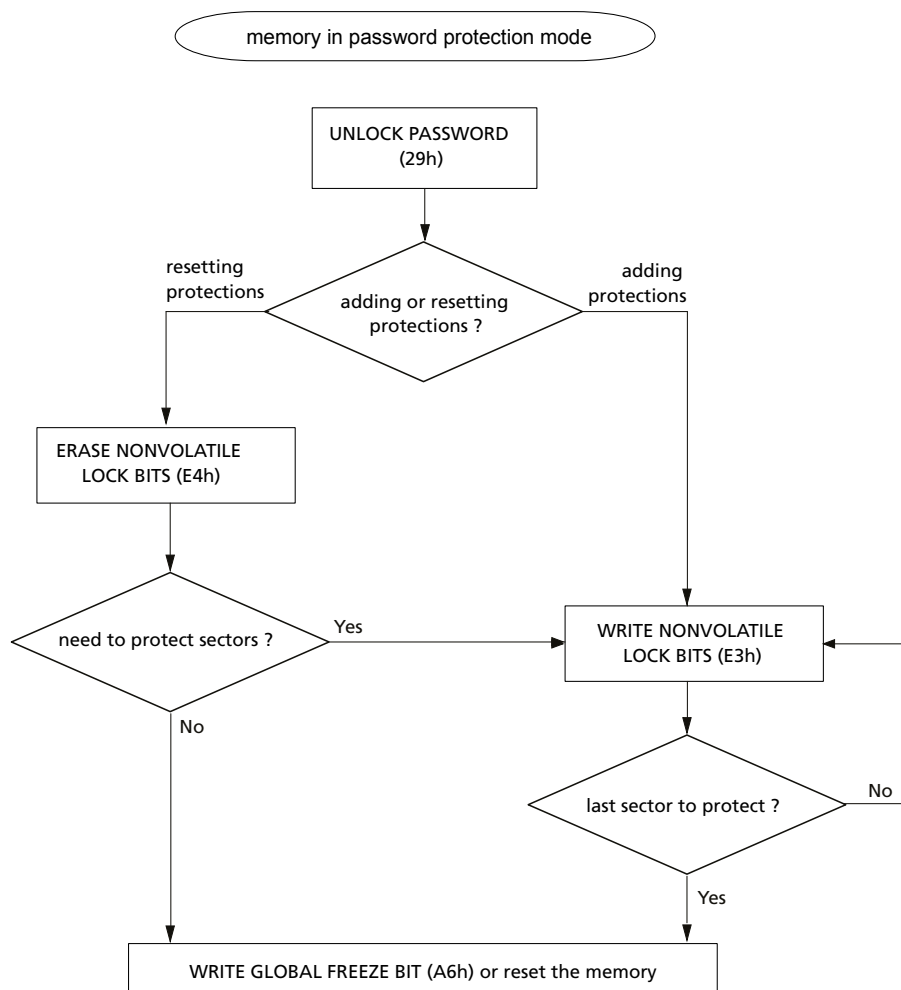 memory in password protection mode
UNLOCK PASSWORD
(29h)
resetting
protections
adding or resetting
protections ?
adding
protections
ERASE NONVOLATILE
LOCK BITS (E4h)
need to protect sectors ?
Yes
WRITE NONVOLATILE
LOCK BITS (E3h)
No
last sector to protect ?
No
Yes
WRITE GLOBAL FREEZE BIT (A6h) or reset the memory